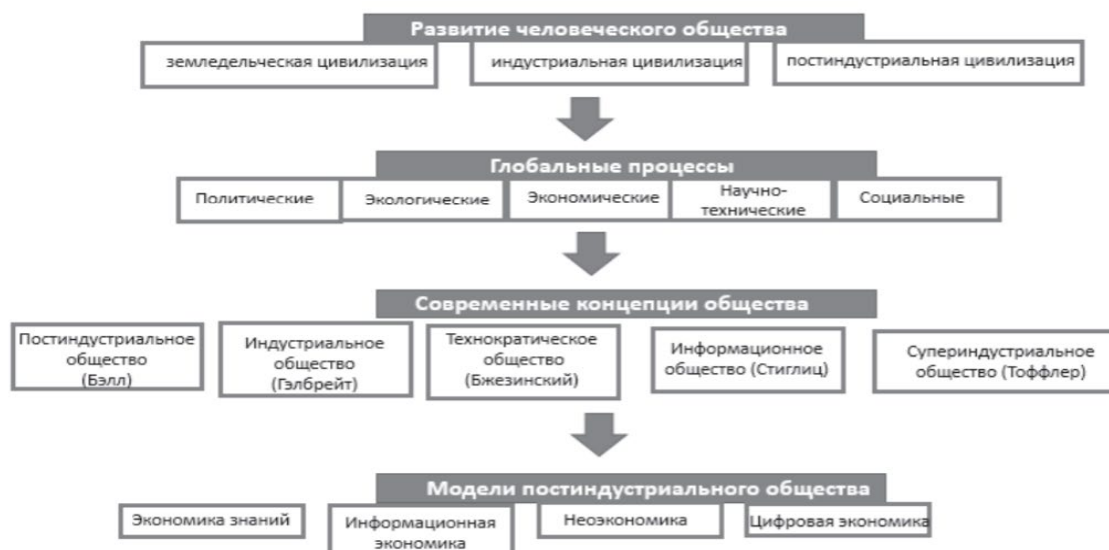 Развитие человеческого общества
земледельческая цивилизация
индустриальная цивилизация
постиндустриальная цивилизация
Глобальные процессы
Политические
Экологические
Экономические
Научно-
технические
Социальные
Современные концепции общества
Постиндустриальное
общество
(Бэлл)
Индустриальное
общество
(Гэлбрейт)
Технократическое
общество
(Бжезинский)
Информационное
общество (Стиглиц)
Супериндустриальное
общество (Тоффлер)
Модели постиндустриального общества
Экономика знаний
Информационная
экономика
Неоэкономика
Цифровая экономика